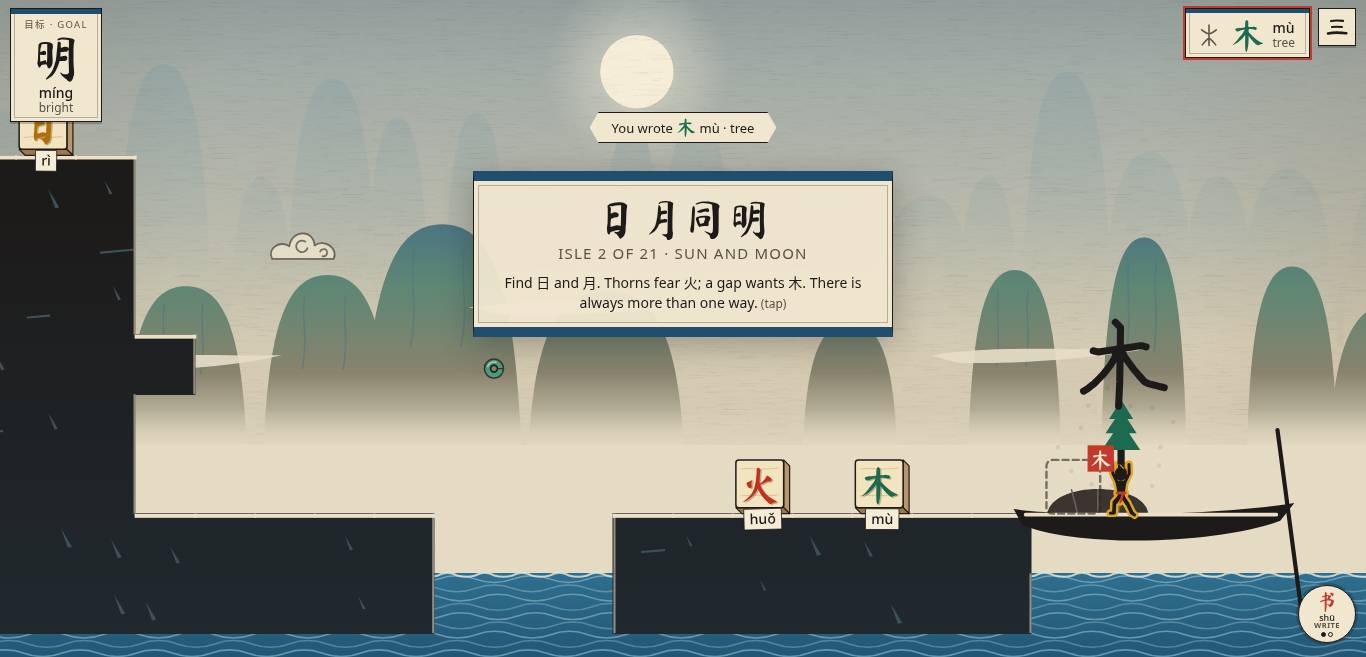 目标 · GOAL
明
míng
bright
日
rì
木 mù
tree
三
You wrote 木 mù · tree
日月同明
ISLE 2 OF 21 · SUN AND MOON
Find 日 and 月. Thorns fear 火; a gap wants 木. There is
always more than one way. (tap)
木
木
火
huǒ
木
mù
书
shū
WRITE